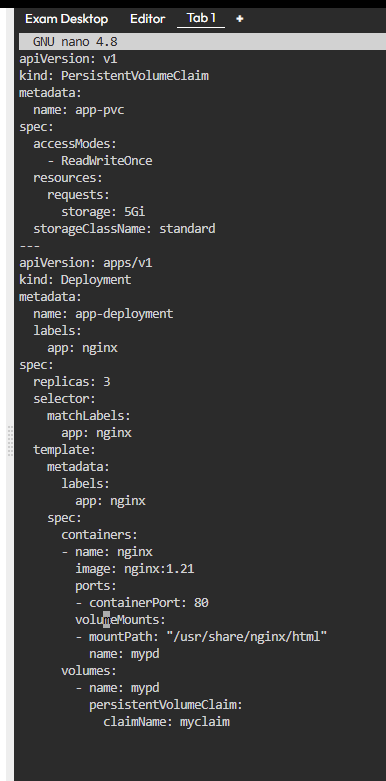 Exam Desktop Editor Tab 1 +
GNU nano 4.8
apiVersion: v1
kind: PersistentVolumeClaim
metadata:
  name: app-pvc
spec:
  accessModes:
    - ReadWriteOnce
  resources:
    requests:
      storage: 5Gi
  storageClassName: standard
---
apiVersion: apps/v1
kind: Deployment
metadata:
  name: app-deployment
  labels:
    app: nginx
spec:
  replicas: 3
  selector:
    matchLabels:
      app: nginx
  template:
    metadata:
      labels:
        app: nginx
    spec:
      containers:
      - name: nginx
        image: nginx:1.21
        ports:
        - containerPort: 80
        volumeMounts:
        - mountPath: "/usr/share/nginx/html"
          name: mypd
      volumes:
        - name: mypd
          persistentVolumeClaim:
            claimName: myclaim